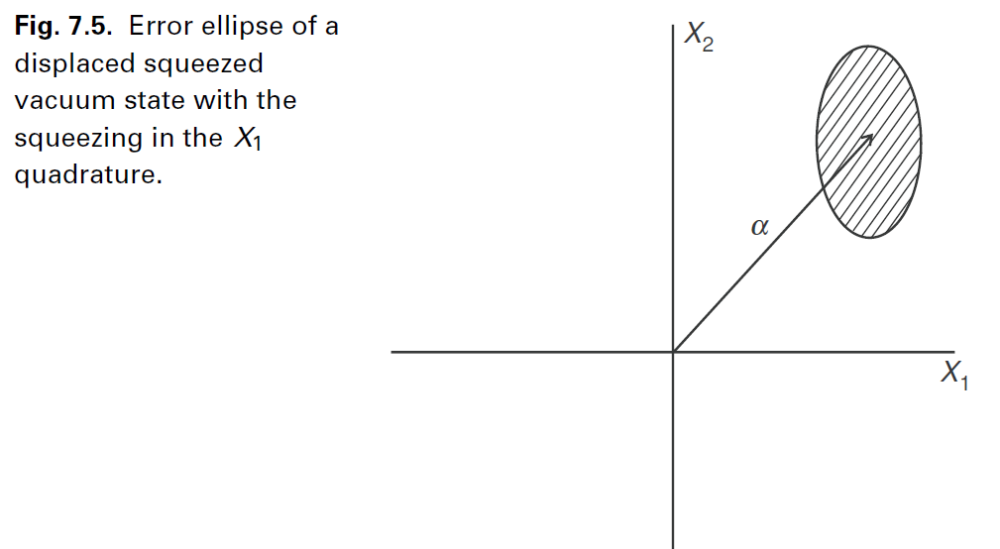 Fig. 7.5. Error ellipse of a
displaced squeezed
vacuum state with the
squeezing in the X₁
quadrature.
X₂
α
X₁